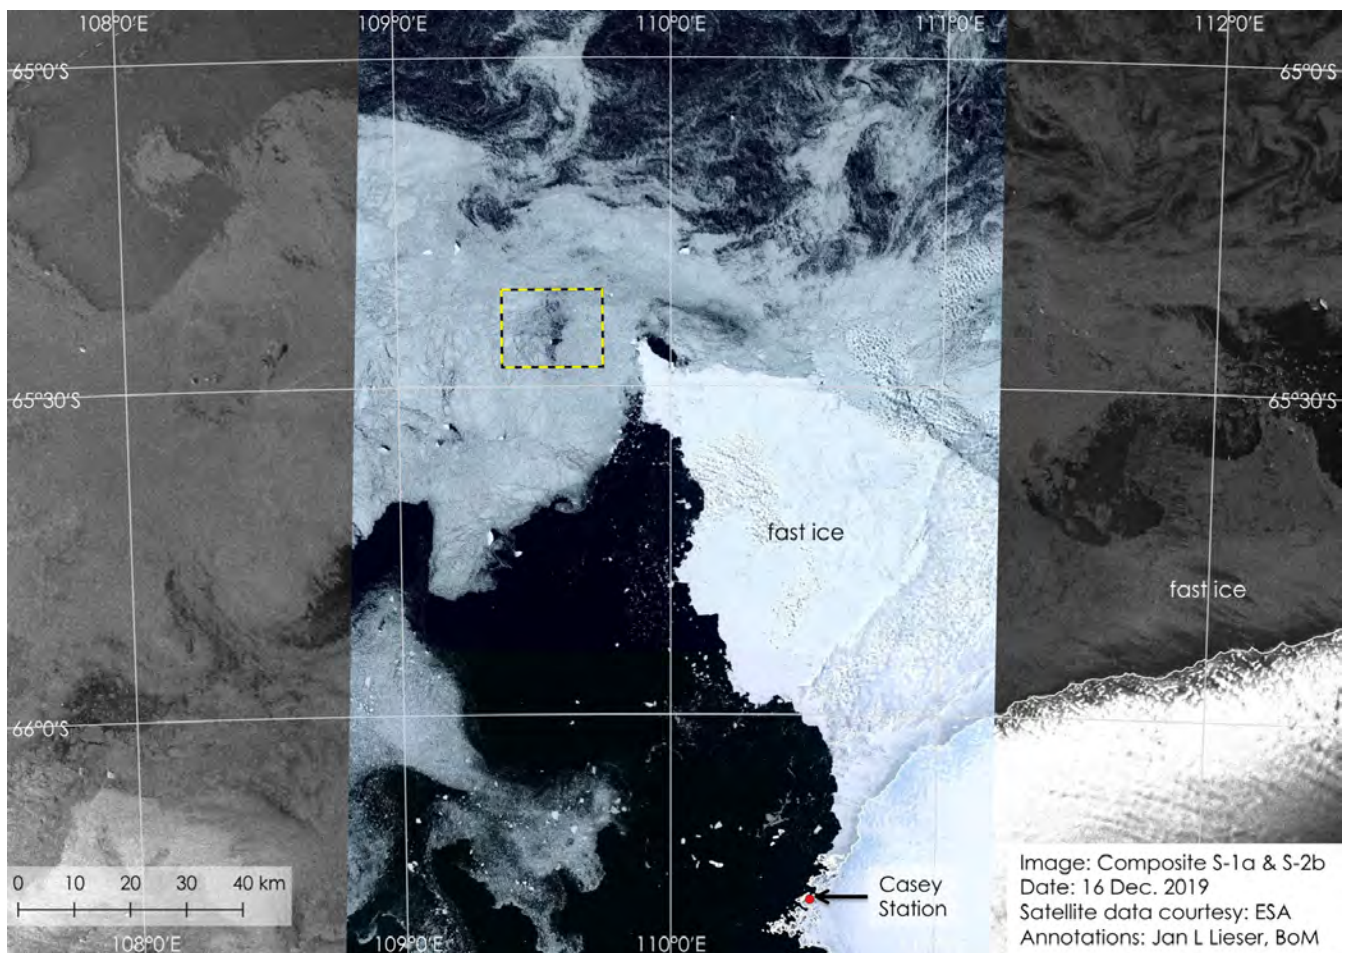 108°0'E 109°0'E 110°0'E 111°0'E 112°0'E
65°0'S 65°0'S
65°30'S 65°30'S
fast ice
fast ice
66°0'S
0 10 20 30 40 km
Casey
Station
Image: Composite S-1a & S-2b
Date: 16 Dec. 2019
Satellite data courtesy: ESA
Annotations: Jan L Lieser, BoM
108°0'E 109°0'E 110°0'E